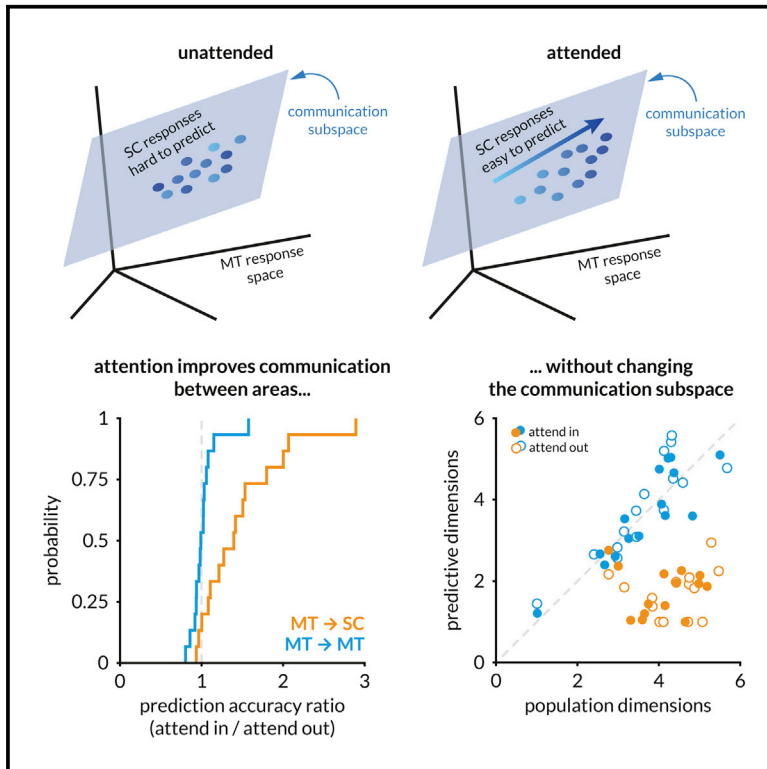 unattended
communication
subspace
SC responses
hard to predict
MT response
space
attended
communication
subspace
SC responses
easy to predict
MT response
space
attention improves communication
between areas...
probability
1
0.75
0.5
0.25
0
MT → SC
MT → MT
0 1 2 3
prediction accuracy ratio
(attend in / attend out)
... without changing
the communication subspace
attend in
attend out
predictive dimensions
6
4
2
0
0 2 4 6
population dimensions